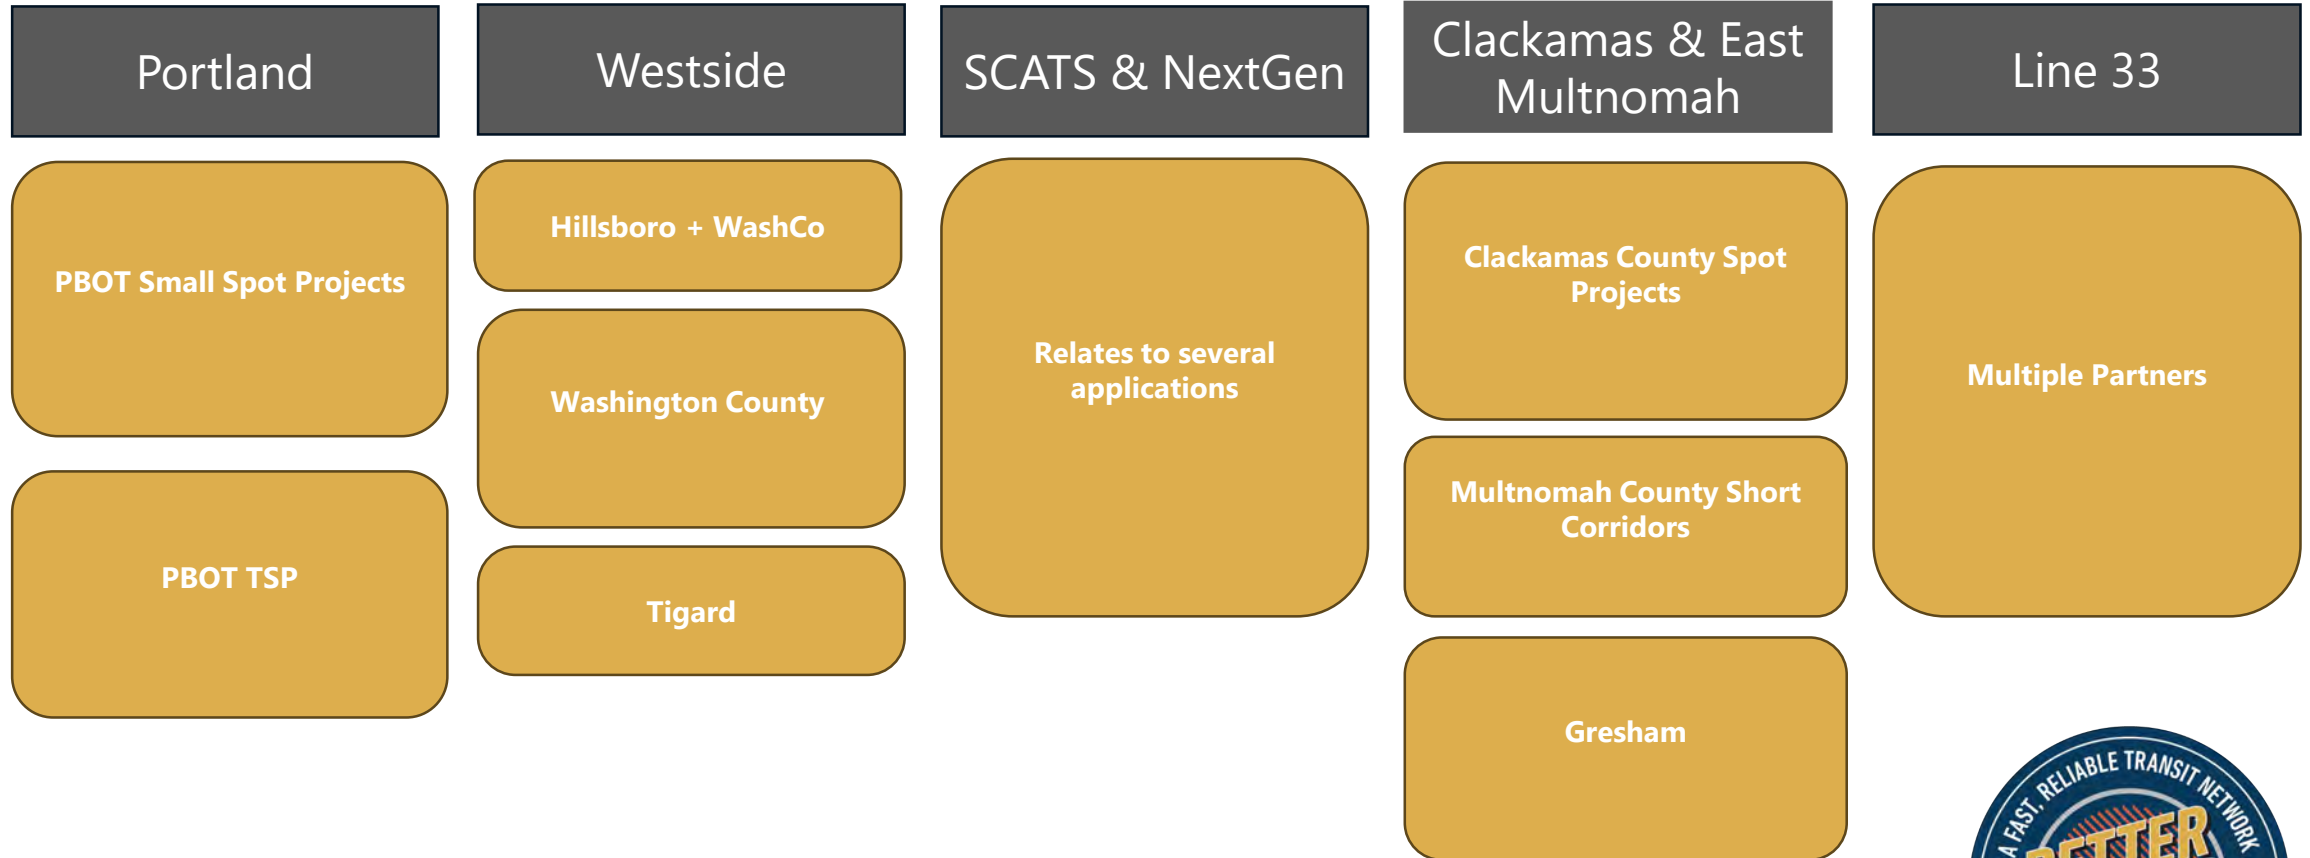 Portland
PBOT Small Spot Projects
PBOT TSP
Westside
Hillsboro + WashCo
Washington County
Tigard
SCATS & NextGen
Relates to several
applications
Clackamas & East
Multnomah
Clackamas County Spot
Projects
Multnomah County Short
Corridors
Gresham
Line 33
Multiple Partners
A FAST, RELIABLE TRANSIT NETWORK
BETTER